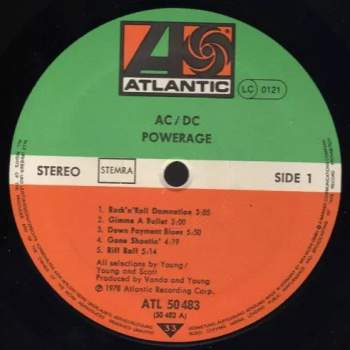 ATLANTIC
LC 0121
AC/DC
POWERAGE
STEREO STEMRA SIDE 1
1. Rock'n'Roll Damnation 3:05
2. Gimme A Bullet 3:00
3. Down Payment Blues 5:50
4. Gone Shootin' 4:19
5. Riff Raff 5:14
All selections by Young/
Young and Scott
Produced by Vanda and Young
℗ 1978 Atlantic Recording Corp.
ATL 50 483
(50 483 A)
33